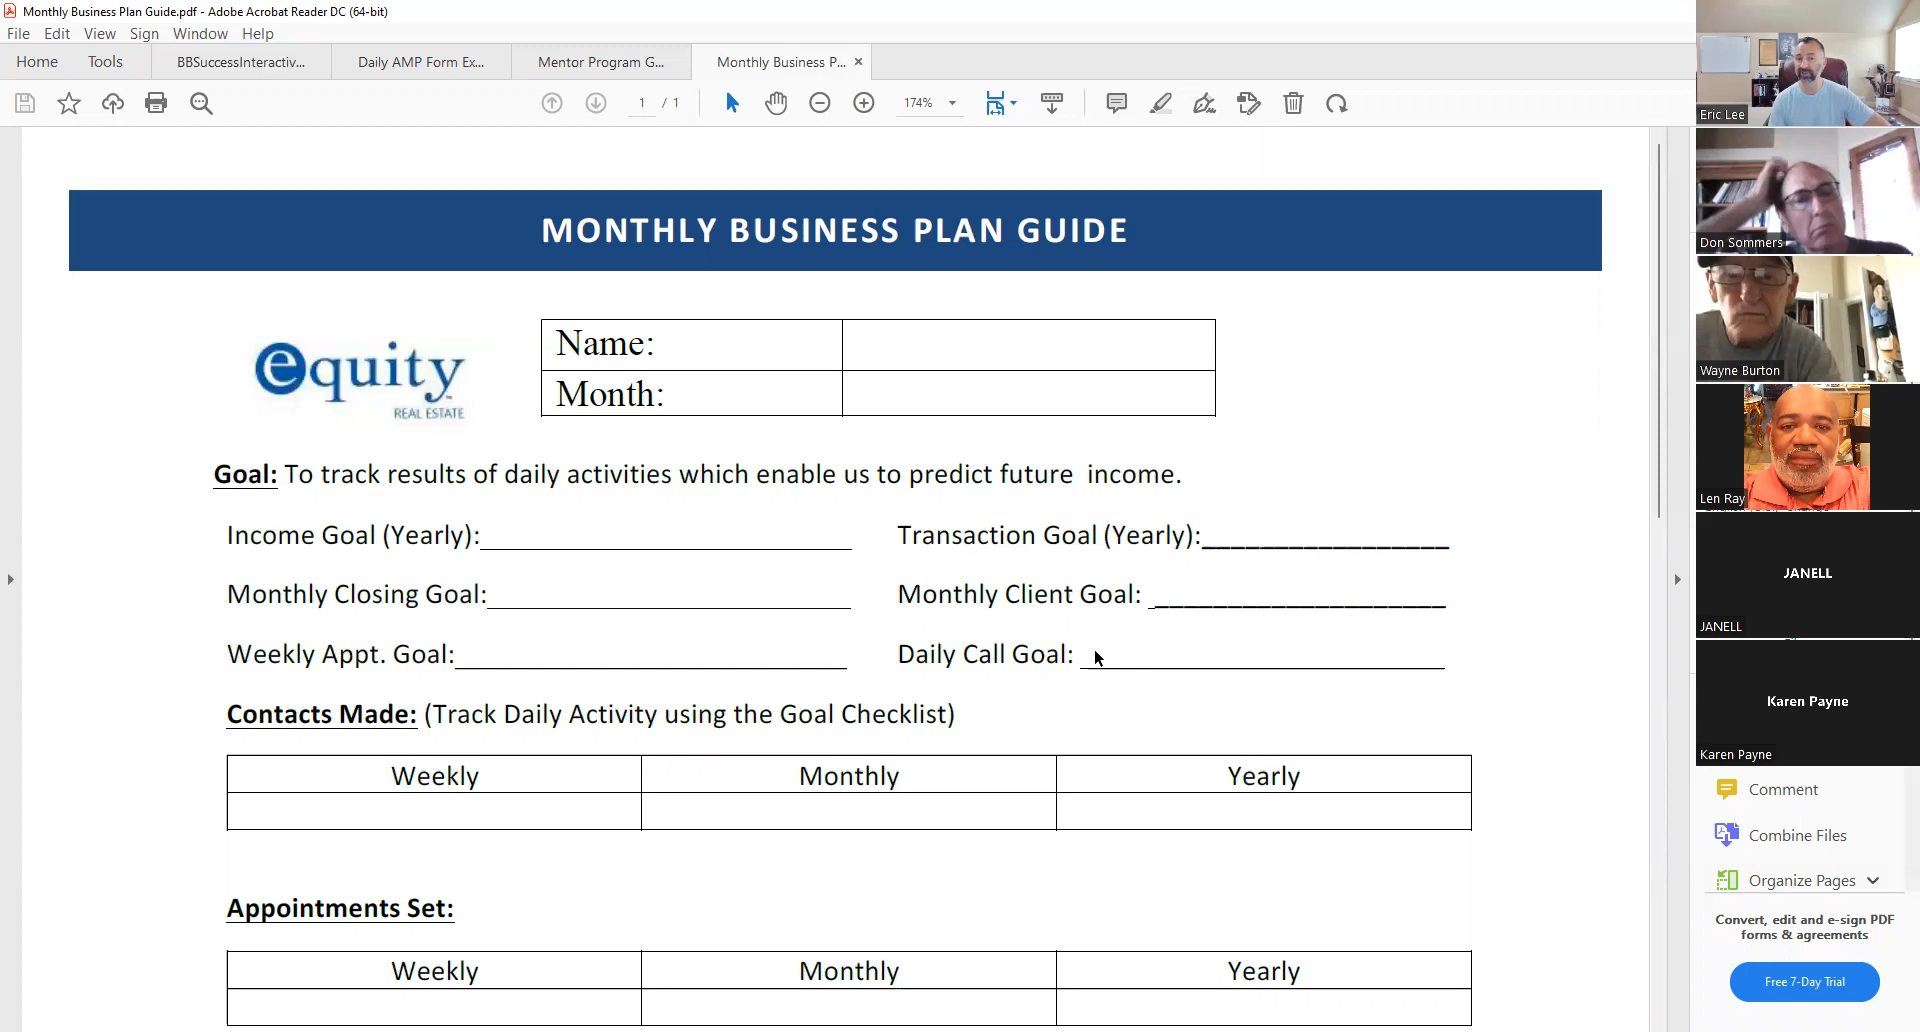 Monthly Business Plan Guide.pdf - Adobe Acrobat Reader DC (64-bit)
File Edit View Sign Window Help
Home Tools BBSuccessInteractiv... Daily AMP Form Ex... Mentor Program G... Monthly Business P... ×
1 / 1 174%
MONTHLY BUSINESS PLAN GUIDE
equity
REAL ESTATE
Name:
Month:
Goal: To track results of daily activities which enable us to predict future income.
Income Goal (Yearly): Transaction Goal (Yearly):
Monthly Closing Goal: Monthly Client Goal:
Weekly Appt. Goal: Daily Call Goal:
Contacts Made: (Track Daily Activity using the Goal Checklist)
Weekly Monthly Yearly
Appointments Set:
Weekly Monthly Yearly
Eric Lee
Don Sommers
Wayne Burton
Len Ray
JANELL
JANELL
Karen Payne
Karen Payne
Comment
Combine Files
Organize Pages
Convert, edit and e-sign PDF
forms & agreements
Free 7-Day Trial